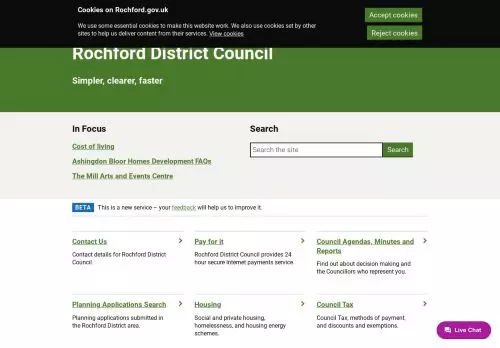 Cookies on Rochford.gov.uk
We use some essential cookies to make this website work. We also use cookies set by other
sites to help us deliver content from their services. View cookies
Accept cookies
Reject cookies
Rochford District Council
Simpler, clearer, faster
In Focus
Cost of living
Ashingdon Bloor Homes Development FAQs
The Mill Arts and Events Centre
Search
Search the site
Search
BETA This is a new service – your feedback will help us to improve it.
Contact Us
Contact details for Rochford District
Council.
Pay for it
Rochford District Council provides 24
hour secure Internet payments service.
Council Agendas, Minutes and
Reports
Find out about decision making and
the Councillors who represent you.
Planning Applications Search
Planning applications submitted in
the Rochford District area.
Housing
Social and private housing,
homelessness, and housing energy
schemes.
Council Tax
Council Tax, methods of payment,
and discounts and exemptions.
Live Chat